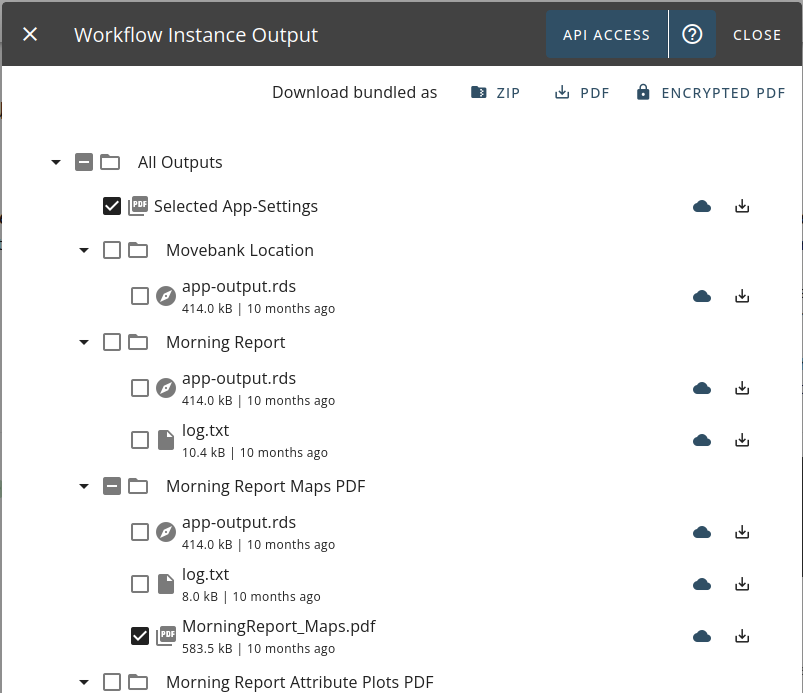 Workflow Instance Output API ACCESS CLOSE
Download bundled as ZIP PDF ENCRYPTED PDF
All Outputs
PDF Selected App-Settings
Movebank Location
app-output.rds
414.0 kB | 10 months ago
Morning Report
app-output.rds
414.0 kB | 10 months ago
log.txt
10.4 kB | 10 months ago
Morning Report Maps PDF
app-output.rds
414.0 kB | 10 months ago
log.txt
8.0 kB | 10 months ago
PDF MorningReport_Maps.pdf
583.5 kB | 10 months ago
Morning Report Attribute Plots PDF